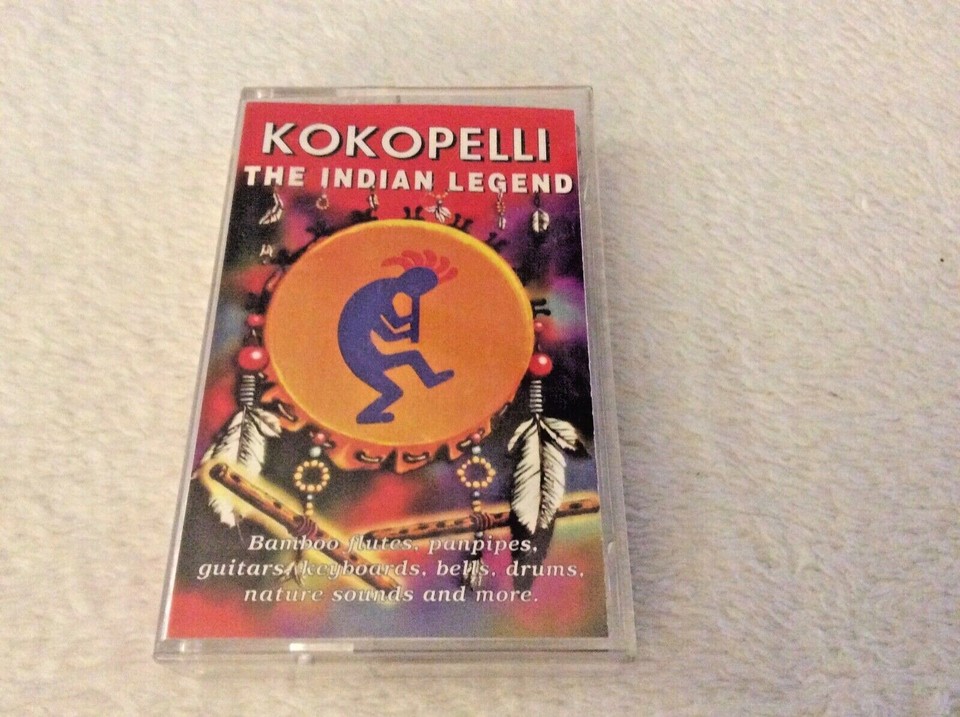 KOKOPELLI
THE INDIAN LEGEND
Bamboo flutes, panpipes,
guitars, keyboards, bells, drums,
nature sounds and more.